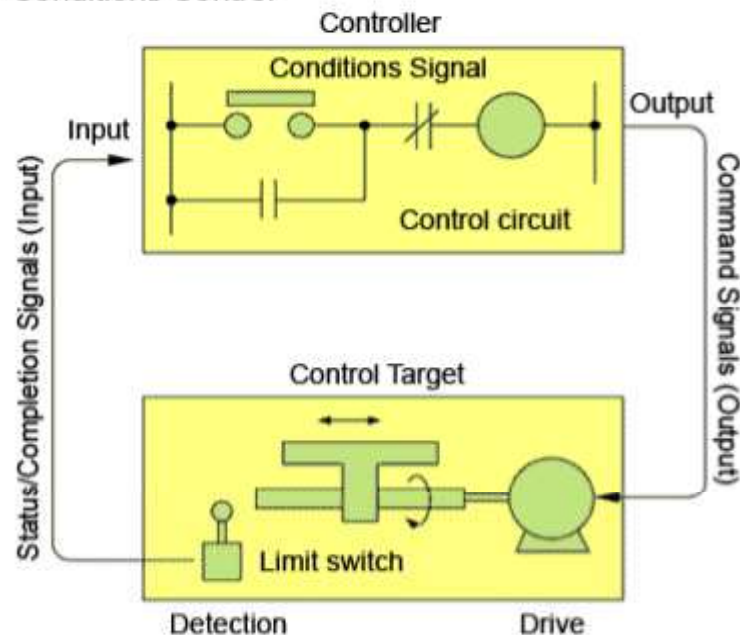 Controller
Conditions Signal
Input
Output
Control circuit
Status/Completion Signals (Input)
Command Signals (Output)
Control Target
Limit switch
Detection
Drive